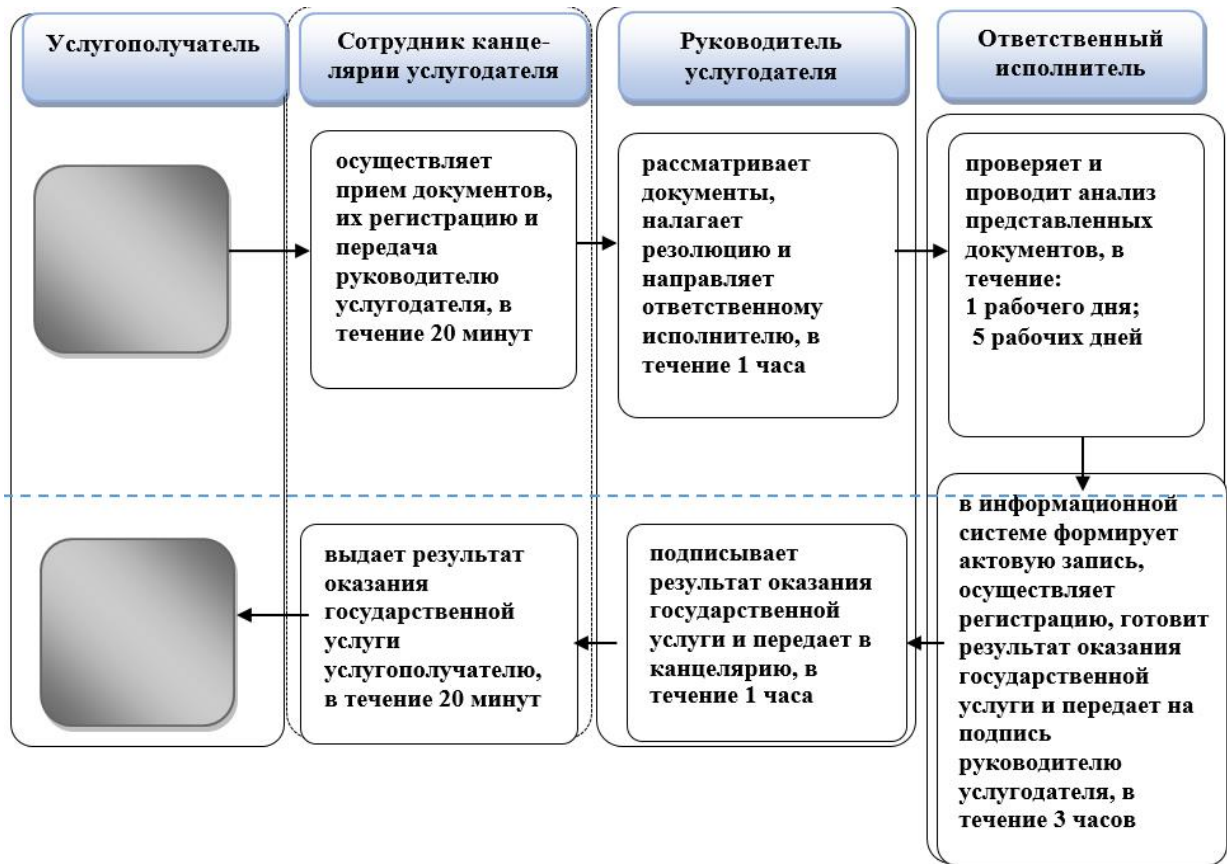 Услугополучатель
Сотрудник канце-
лярии услугодателя
Руководитель
услугодателя
Ответственный
исполнитель
осуществляет
прием документов,
их регистрацию и
передача
руководителю
услугодателя, в
течение 20 минут
рассматривает
документы,
налагает
резолюцию и
направляет
ответственному
исполнителю, в
течение 1 часа
проверяет и
проводит анализ
представленных
документов, в
течение:
1 рабочего дня;
5 рабочих дней
в информационной
системе формирует
актовую запись,
осуществляет
регистрацию, готовит
результат оказания
государственной
услуги и передает на
подпись
руководителю
услугодателя, в
течение 3 часов
подписывает
результат оказания
государственной
услуги и передает в
канцелярию, в
течение 1 часа
выдает результат
оказания
государственной
услуги
услугополучателю,
в течение 20 минут